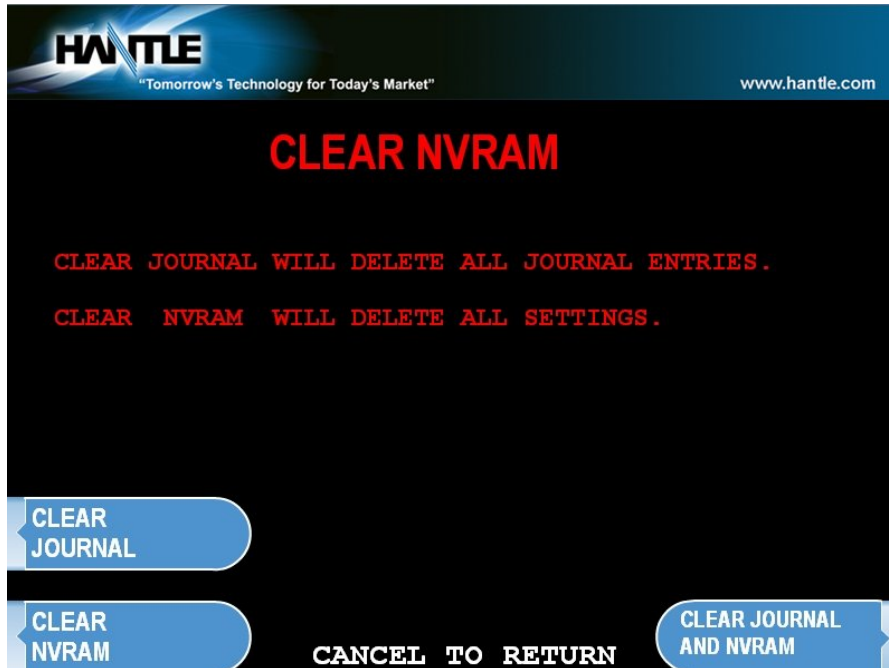 HANTLE
"Tomorrow's Technology for Today's Market"
www.hantle.com
CLEAR NVRAM
CLEAR JOURNAL WILL DELETE ALL JOURNAL ENTRIES.
CLEAR NVRAM WILL DELETE ALL SETTINGS.
CLEAR
JOURNAL
CLEAR
NVRAM
CANCEL TO RETURN
CLEAR JOURNAL
AND NVRAM